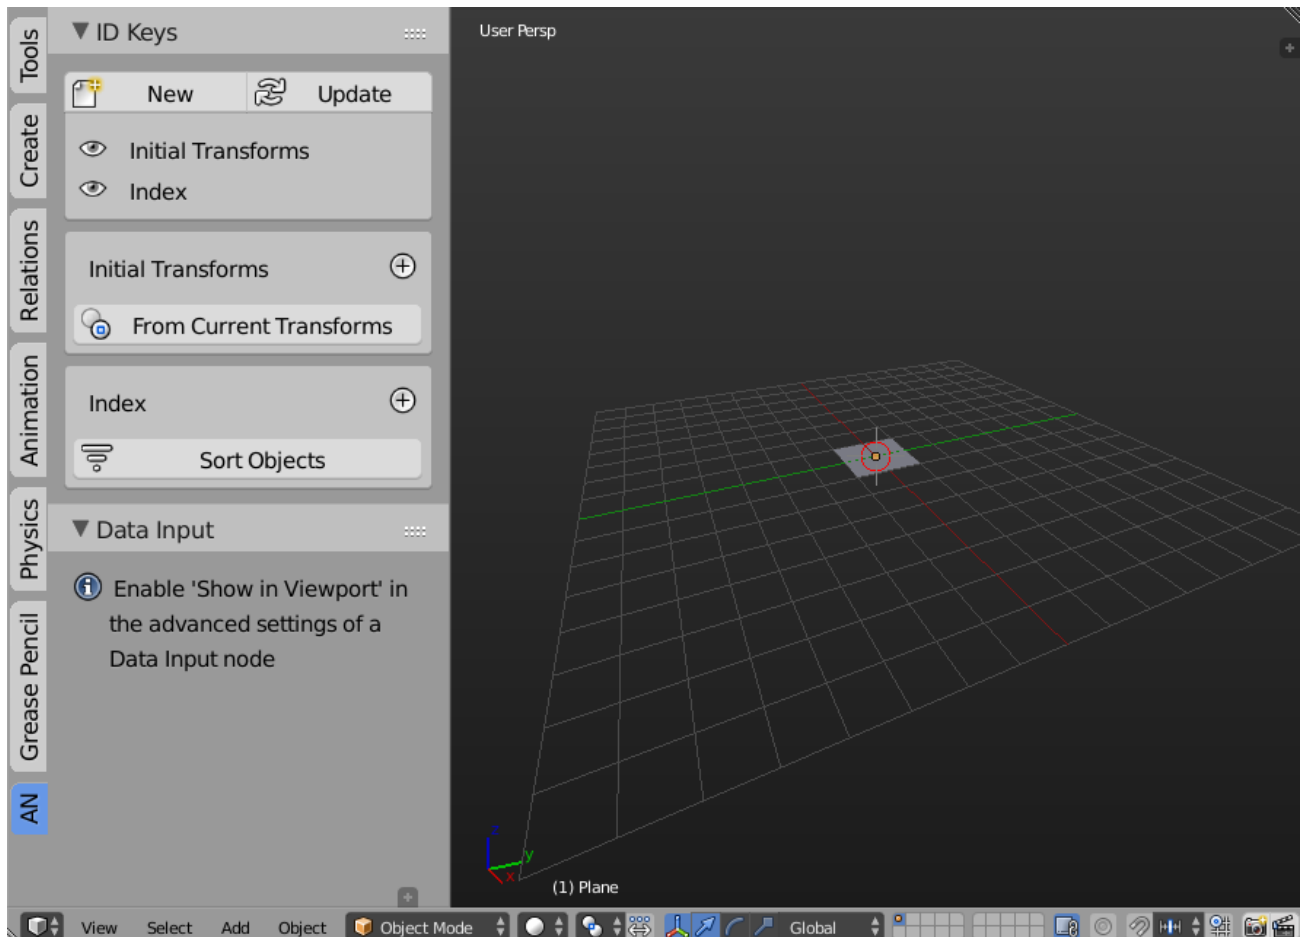 Tools
Create
Relations
Animation
Physics
Grease Pencil
AN
ID Keys
New Update
Initial Transforms
Index
Initial Transforms
From Current Transforms
Index
Sort Objects
Data Input
Enable 'Show in Viewport' in
the advanced settings of a
Data Input node
User Persp
z
y
x
(1) Plane
View Select Add Object Object Mode Global